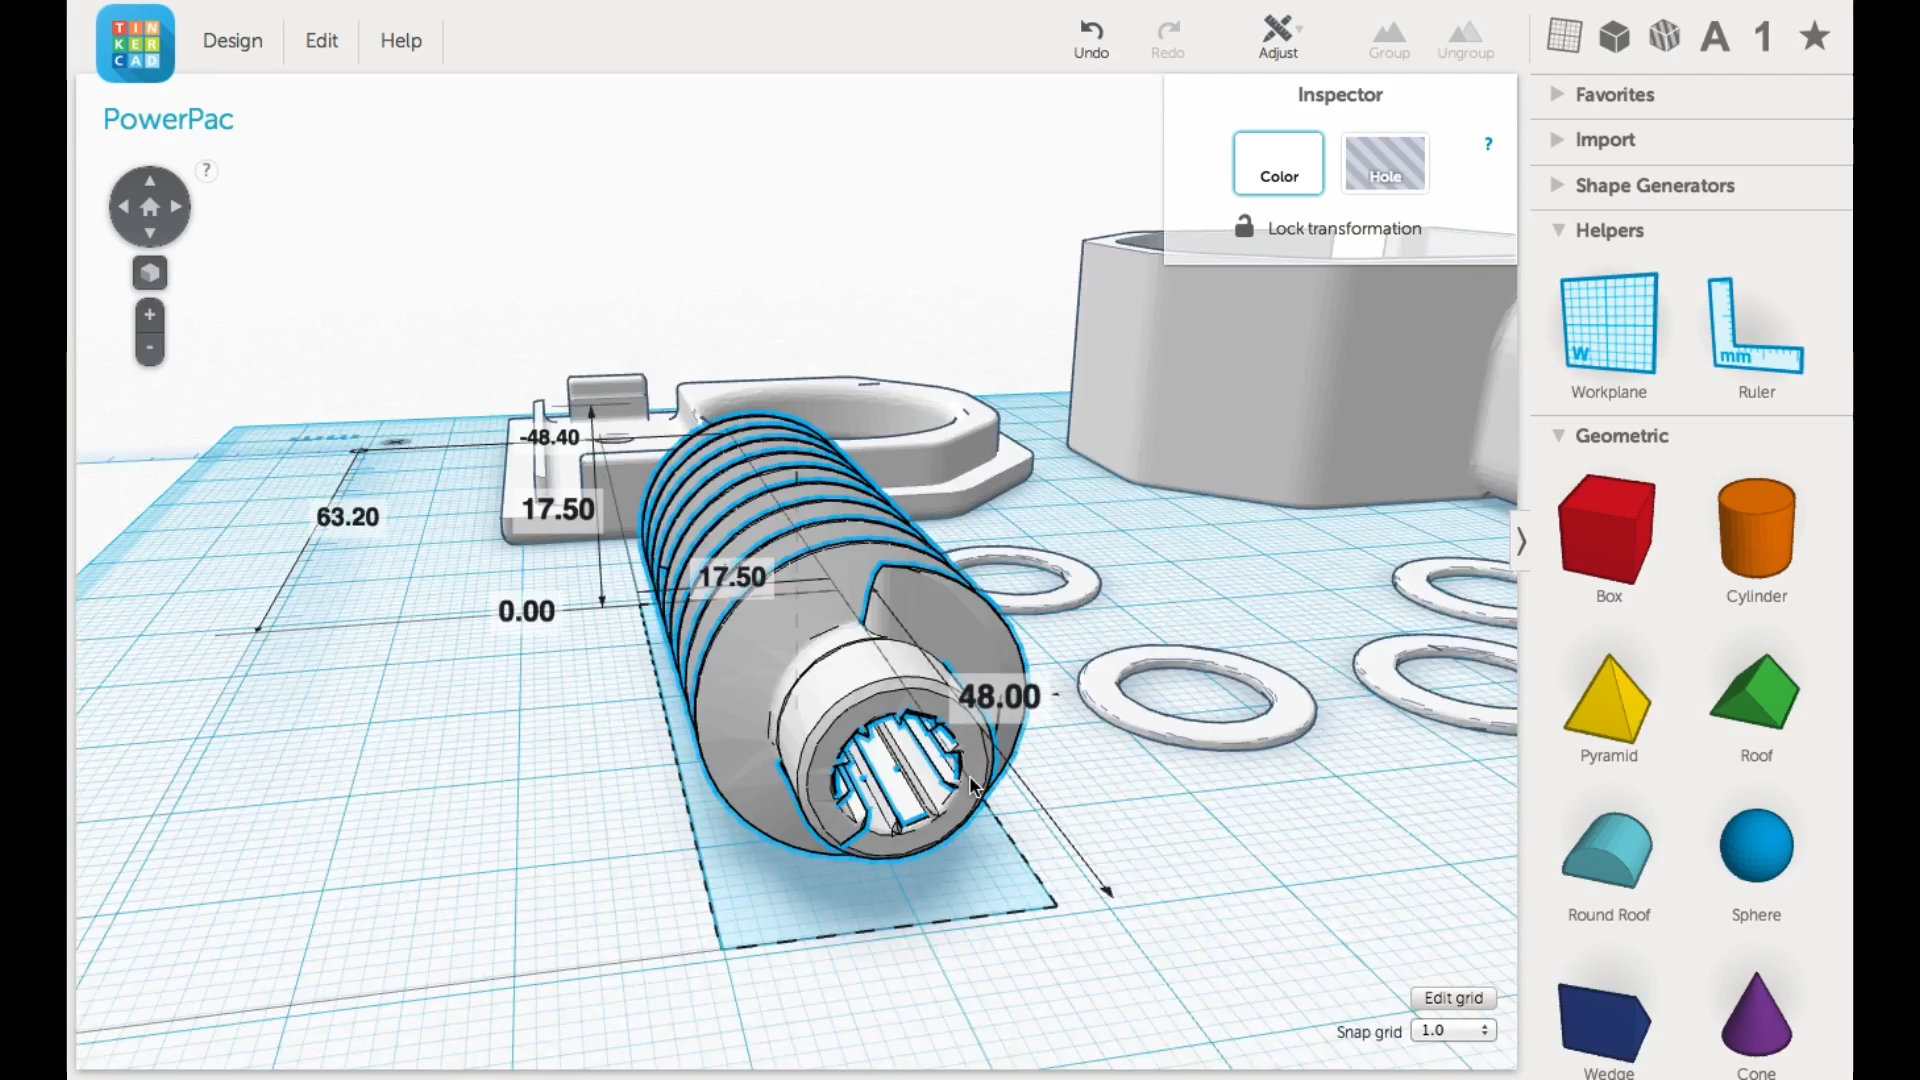 TIN
KER
CAD
Design
Edit
Help
Undo
Redo
Adjust
Group
Ungroup
A
1
PowerPac
?
+
-
Inspector
Color
Hole
?
Lock transformation
Favorites
Import
Shape Generators
Helpers
W
mm
Workplane
Ruler
Geometric
Box
Cylinder
Pyramid
Roof
Round Roof
Sphere
Wedge
Cone
-48.40
17.50
63.20
17.50
0.00
48.00
Edit grid
Snap grid
1.0